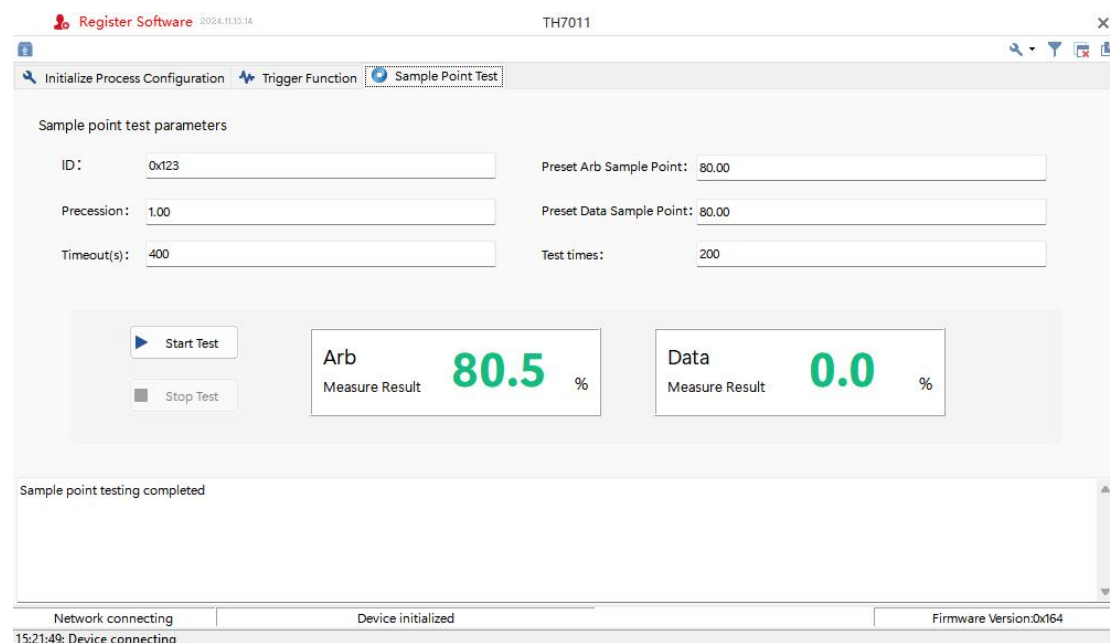 Register Software 2024.11.13.14 TH7011
Initialize Process Configuration Trigger Function Sample Point Test
Sample point test parameters
ID: 0x123 Preset Arb Sample Point: 80.00
Precession: 1.00 Preset Data Sample Point: 80.00
Timeout(s): 400 Test times: 200
Start Test
Stop Test
Arb
Measure Result 80.5 %
Data
Measure Result 0.0 %
Sample point testing completed
Network connecting Device initialized Firmware Version:0x164
15:21:49: Device connecting